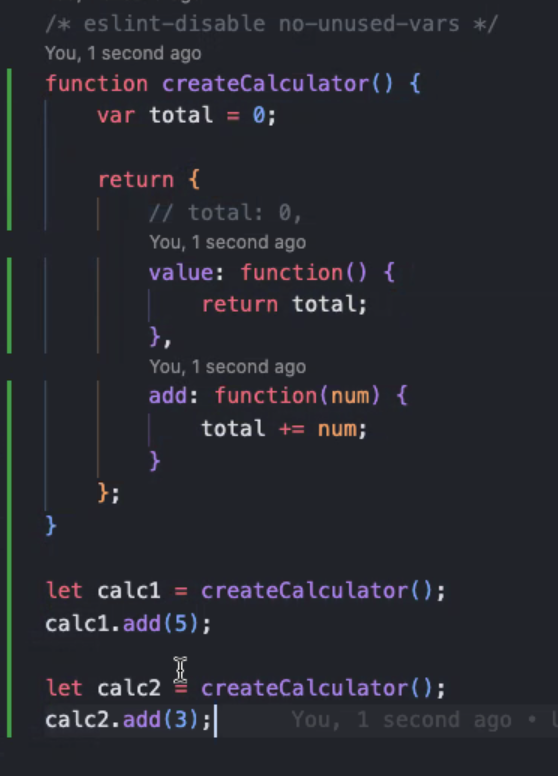 /* eslint-disable no-unused-vars */
You, 1 second ago
function createCalculator() {
    var total = 0;

    return {
        // total: 0,
        You, 1 second ago
        value: function() {
            return total;
        },
        You, 1 second ago
        add: function(num) {
            total += num;
        }
    };
}

let calc1 = createCalculator();
calc1.add(5);

let calc2 = createCalculator();
calc2.add(3);    You, 1 second ago •